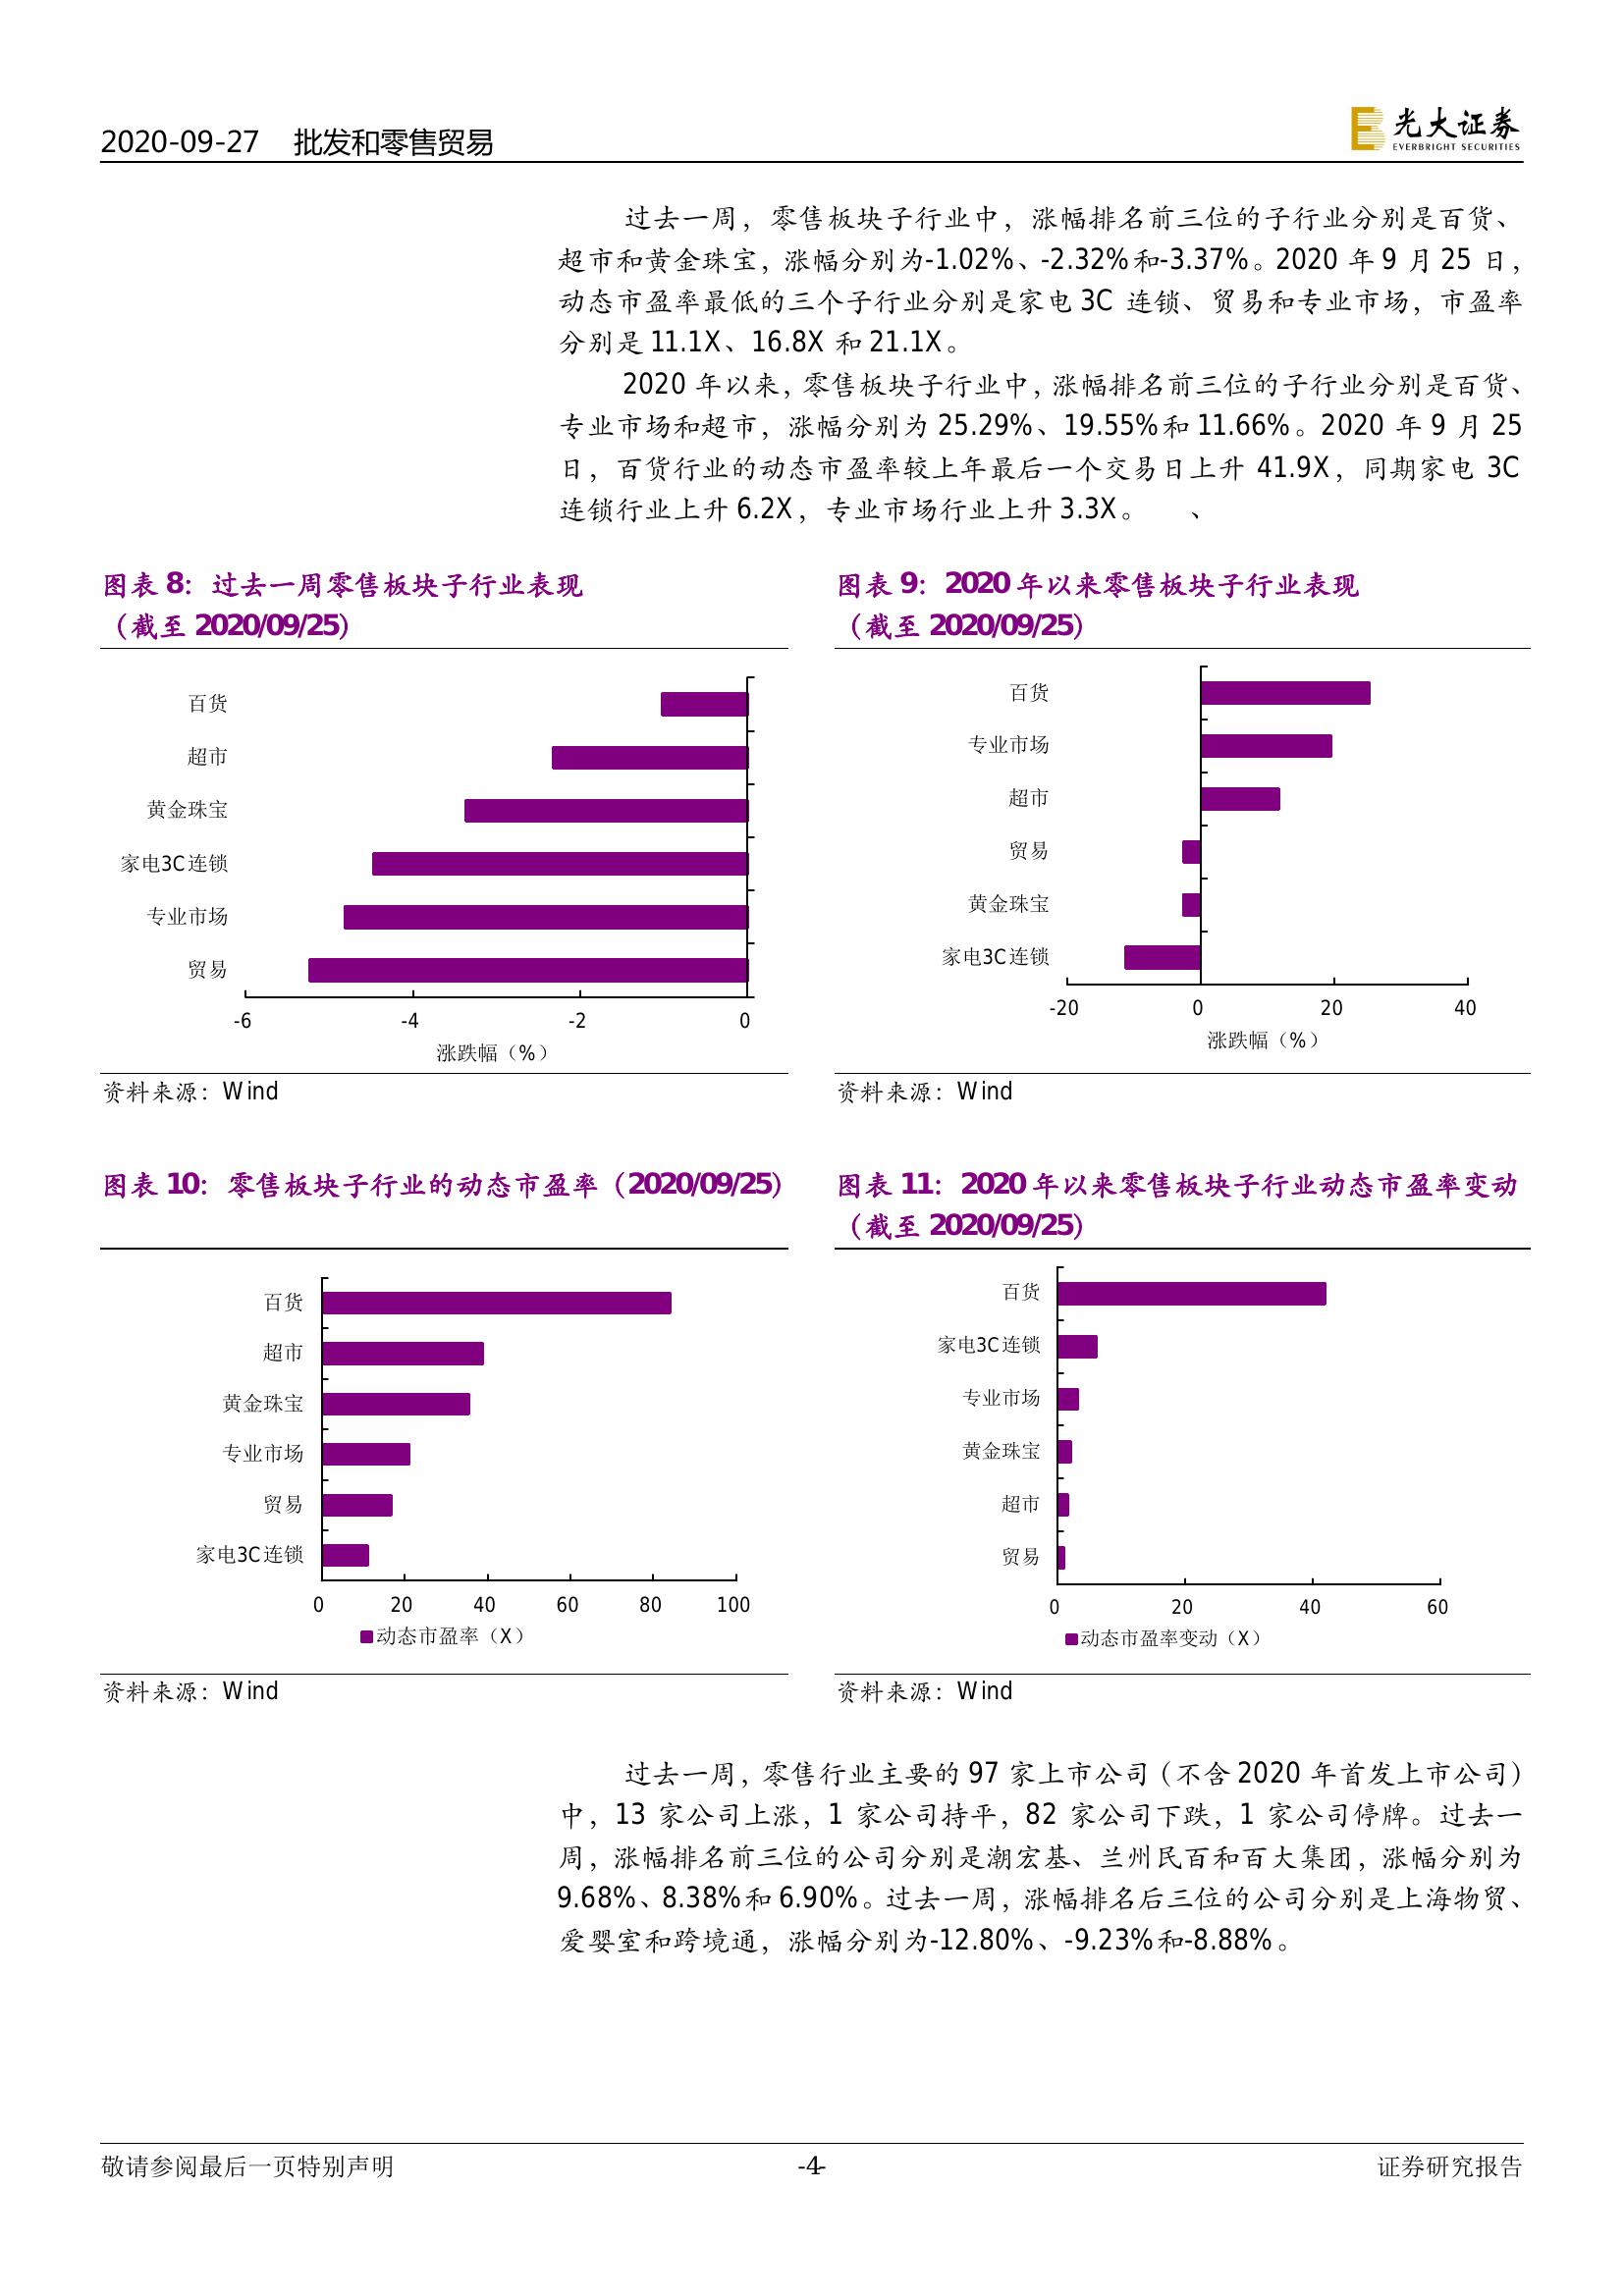 2020-09-27 批发和零售贸易
光大证券
EVERBRIGHT SECURITIES
过去一周，零售板块子行业中，涨幅排名前三位的子行业分别是百货、
超市和黄金珠宝，涨幅分别为-1.02%、-2.32%和-3.37%。2020 年 9 月 25 日，
动态市盈率最低的三个子行业分别是家电 3C 连锁、贸易和专业市场，市盈率
分别是 11.1X、16.8X 和 21.1X。
2020 年以来，零售板块子行业中，涨幅排名前三位的子行业分别是百货、
专业市场和超市，涨幅分别为 25.29%、19.55%和 11.66%。2020 年 9 月 25
日，百货行业的动态市盈率较上年最后一个交易日上升 41.9X，同期家电 3C
连锁行业上升 6.2X，专业市场行业上升 3.3X。 、
图表 8：过去一周零售板块子行业表现
（截至 2020/09/25）
百货
超市
黄金珠宝
家电3C连锁
专业市场
贸易
-6 -4 -2 0
涨跌幅（%）
资料来源：Wind
图表 9：2020 年以来零售板块子行业表现
（截至 2020/09/25）
百货
专业市场
超市
贸易
黄金珠宝
家电3C连锁
-20 0 20 40
涨跌幅（%）
资料来源：Wind
图表 10：零售板块子行业的动态市盈率（2020/09/25）
百货
超市
黄金珠宝
专业市场
贸易
家电3C连锁
0 20 40 60 80 100
动态市盈率（X）
资料来源：Wind
图表 11：2020 年以来零售板块子行业动态市盈率变动
（截至 2020/09/25）
百货
家电3C连锁
专业市场
黄金珠宝
超市
贸易
0 20 40 60
动态市盈率变动（X）
资料来源：Wind
过去一周，零售行业主要的 97 家上市公司（不含 2020 年首发上市公司）
中，13 家公司上涨，1 家公司持平，82 家公司下跌，1 家公司停牌。过去一
周，涨幅排名前三位的公司分别是潮宏基、兰州民百和百大集团，涨幅分别为
9.68%、8.38%和 6.90%。过去一周，涨幅排名后三位的公司分别是上海物贸、
爱婴室和跨境通，涨幅分别为-12.80%、-9.23%和-8.88%。
敬请参阅最后一页特别声明 -4- 证券研究报告